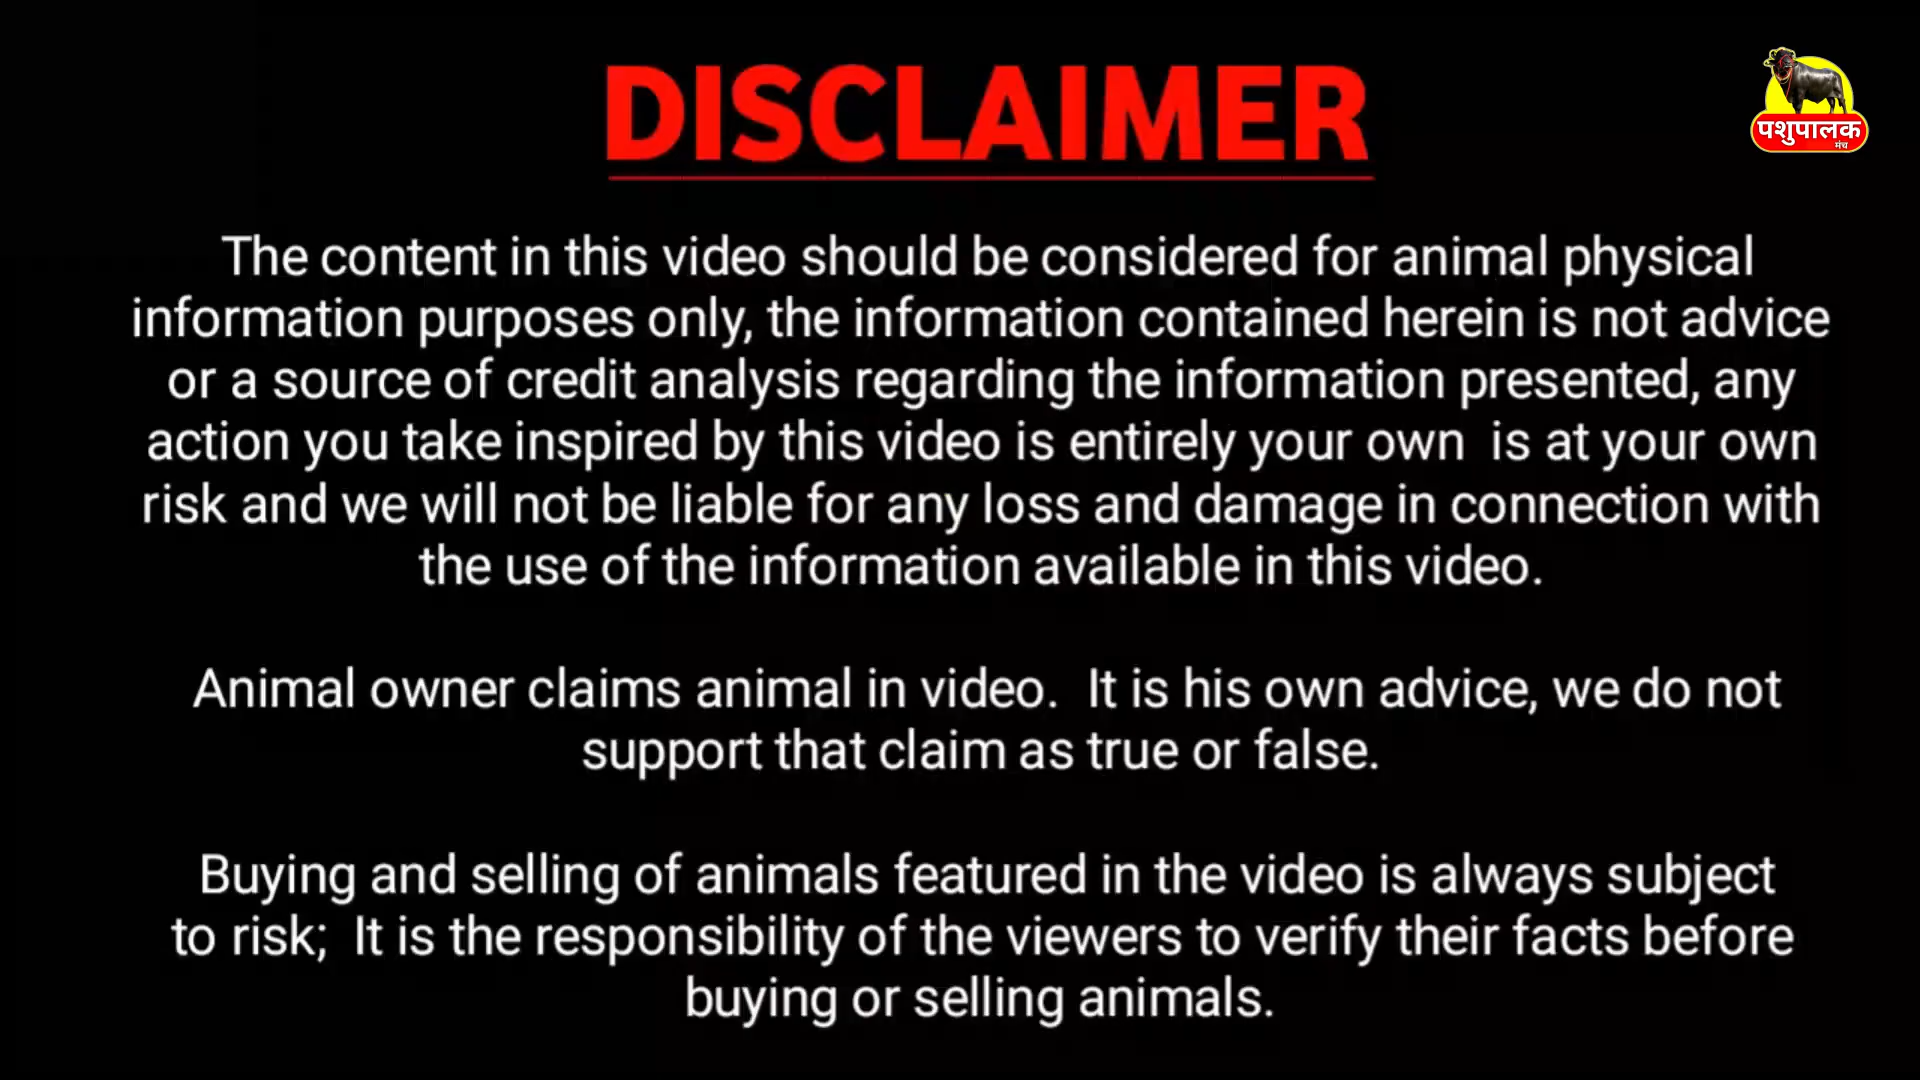 DISCLAIMER
पशुपालक
मंच
The content in this video should be considered for animal physical
information purposes only, the information contained herein is not advice
or a source of credit analysis regarding the information presented, any
action you take inspired by this video is entirely your own  is at your own
risk and we will not be liable for any loss and damage in connection with
the use of the information available in this video.
Animal owner claims animal in video.  It is his own advice, we do not
support that claim as true or false.
Buying and selling of animals featured in the video is always subject
to risk;  It is the responsibility of the viewers to verify their facts before
buying or selling animals.